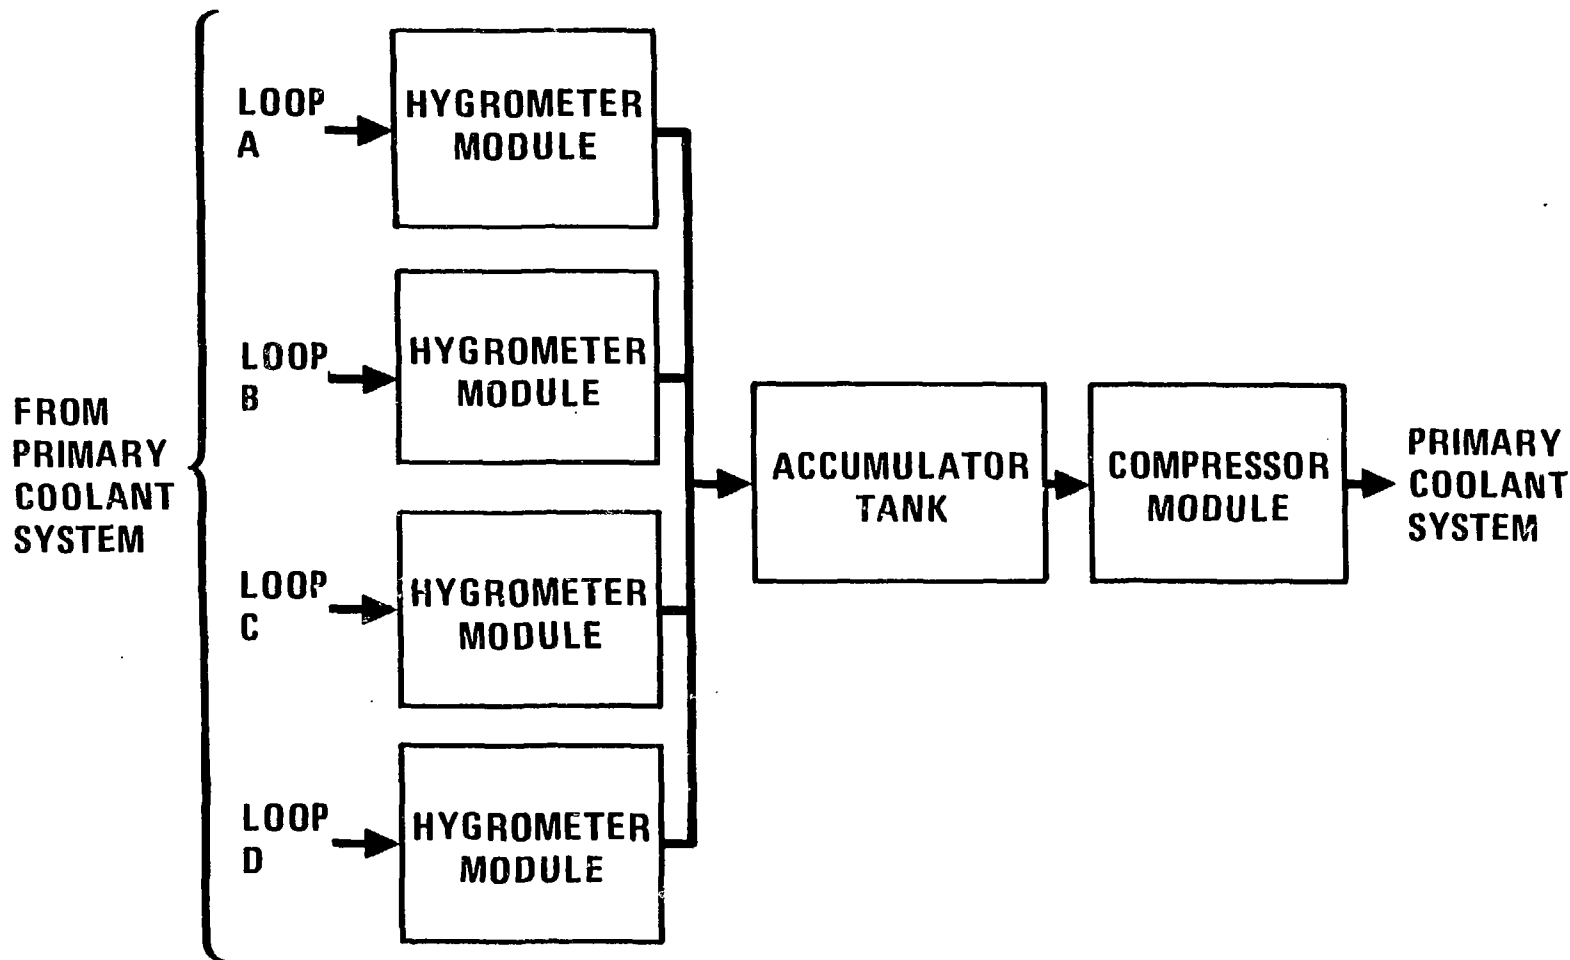 FROM
PRIMARY
COOLANT
SYSTEM
LOOP
A
HYGROMETER
MODULE
LOOP
B
HYGROMETER
MODULE
LOOP
C
HYGROMETER
MODULE
LOOP
D
HYGROMETER
MODULE
ACCUMULATOR
TANK
COMPRESSOR
MODULE
PRIMARY
COOLANT
SYSTEM